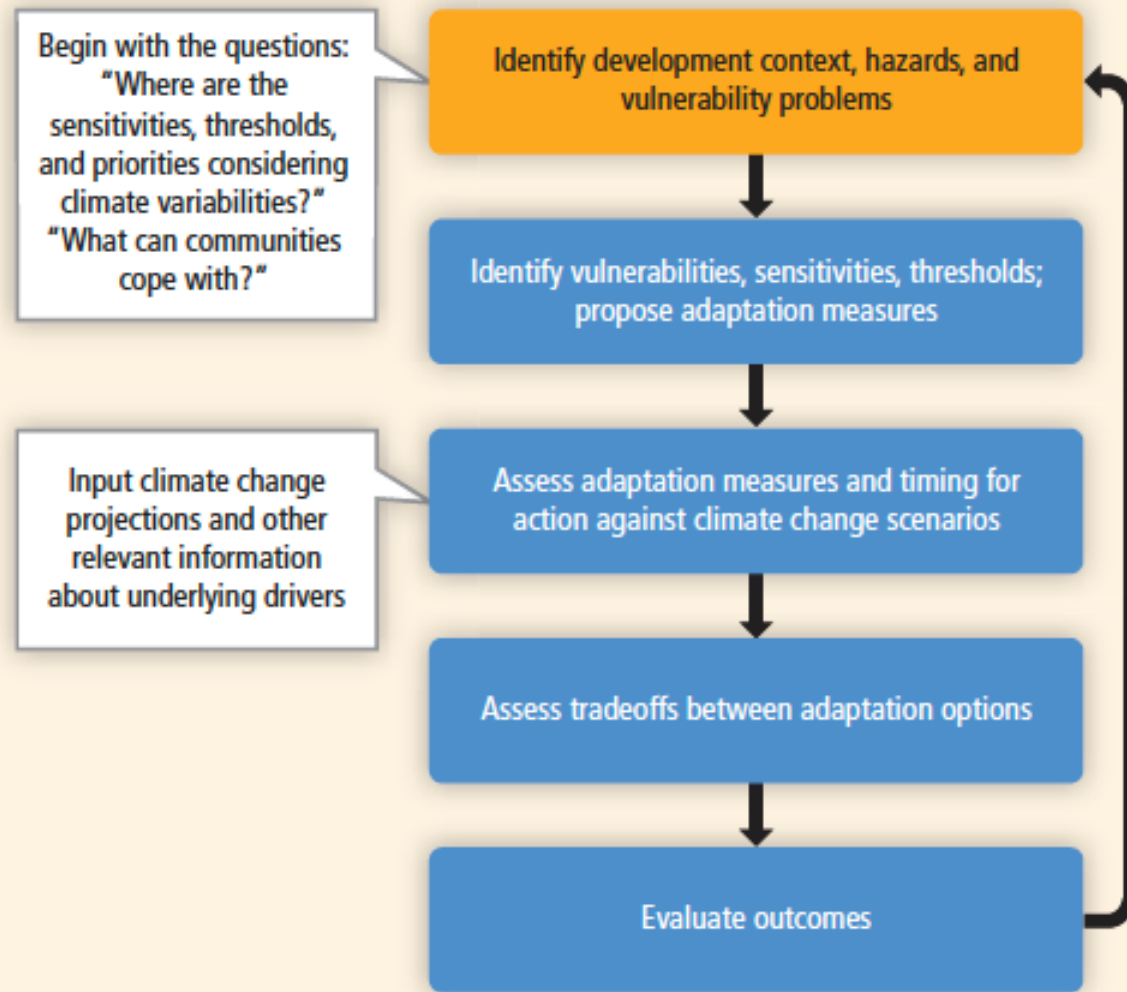 Begin with the questions:
“Where are the
sensitivities, thresholds,
and priorities considering
climate variabilities?”
“What can communities
cope with?”
Identify development context, hazards, and
vulnerability problems
Identify vulnerabilities, sensitivities, thresholds;
propose adaptation measures
Input climate change
projections and other
relevant information
about underlying drivers
Assess adaptation measures and timing for
action against climate change scenarios
Assess tradeoffs between adaptation options
Evaluate outcomes